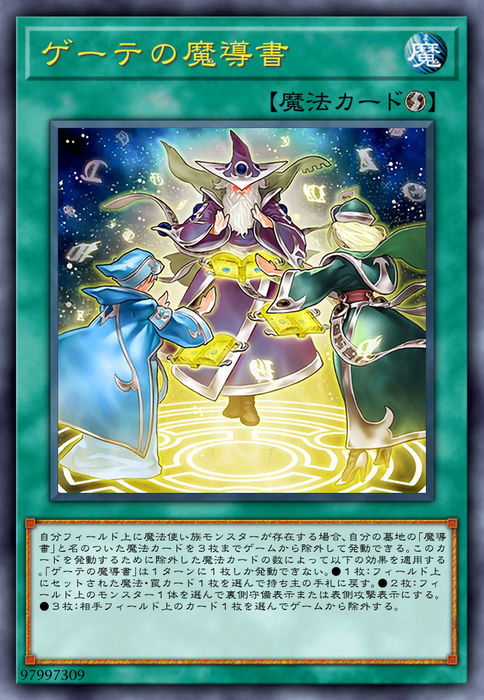 ゲーテの魔導書
魔
【魔法カード】
自分フィールド上に魔法使い族モンスターが存在する場合、自分の墓地の「魔導
書」と名のついた魔法カードを3枚までゲームから除外して発動できる。このカー
ドを発動するために除外した魔法カードの数によって以下の効果を適用する
。「ゲーテの魔導書」は1ターンに1枚しか発動できない。●1枚：フィールド上
にセットされた魔法・罠カード1枚を選んで持ち主の手札に戻す。●2枚：フィー
ルド上のモンスター1体を選んで裏側守備表示または表側攻撃表示にする。
●3枚：相手フィールド上のカード1枚を選んでゲームから除外する。
97997309